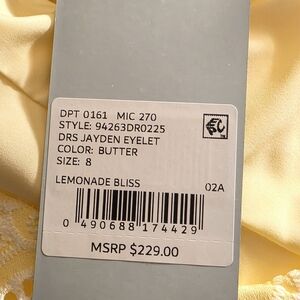 DPT 0161 MIC 270
STYLE: 94263DR0225
DRS JAYDEN EYELET
COLOR: BUTTER
SIZE: 8
LEMONADE BLISS 02A
0 490688 174429
MSRP $229.00